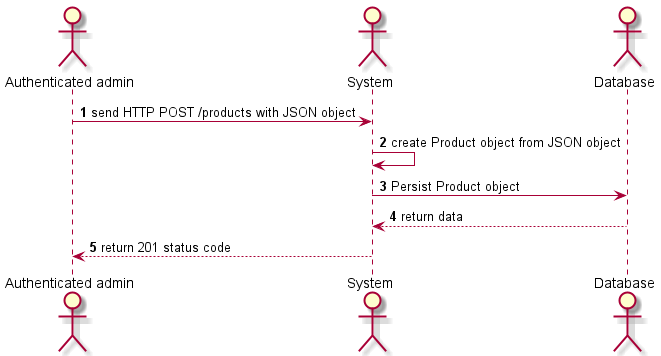 Authenticated admin
System
Database
1 send HTTP POST /products with JSON object
2 create Product object from JSON object
3 Persist Product object
4 return data
5 return 201 status code
Authenticated admin
System
Database